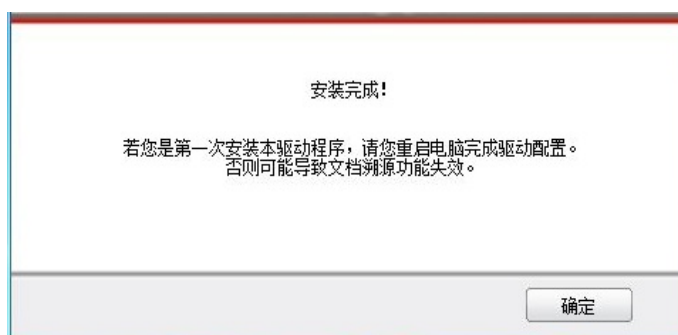 安装完成!
若您是第一次安装本驱动程序，请您重启电脑完成驱动配置。
否则可能导致文档溯源功能失效。
确定